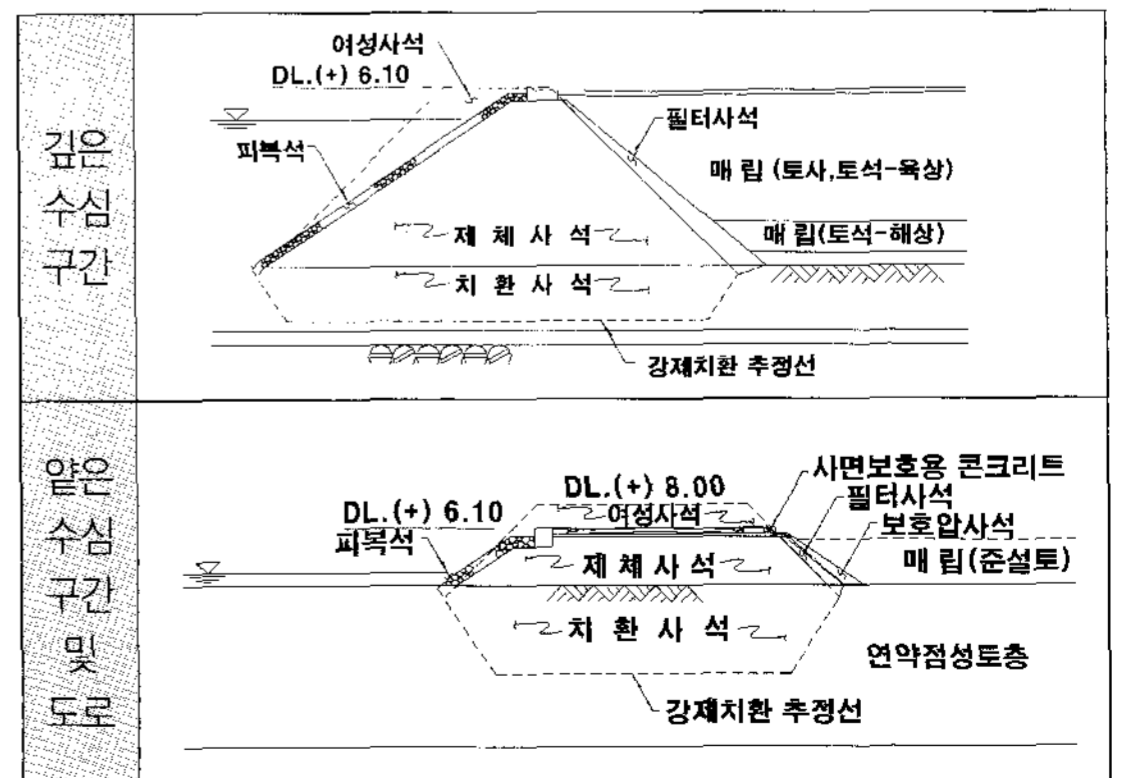 깊은
수심
구간
여성사석
DL.(+) 6.10
필터사석
피복석
매 립 (토사,토석-육상)
제 체 사 석
매 립(토석-해상)
치 환 사 석
강제치환 추정선
얕은
수심
구간
및
도로
사면보호용 콘크리트
DL.(+) 8.00
필터사석
DL.(+) 6.10
여성사석
보호압사석
피복석
제 체 사 석
매 립(준설토)
치 환 사 석
연약점성토층
강제치환 추정선